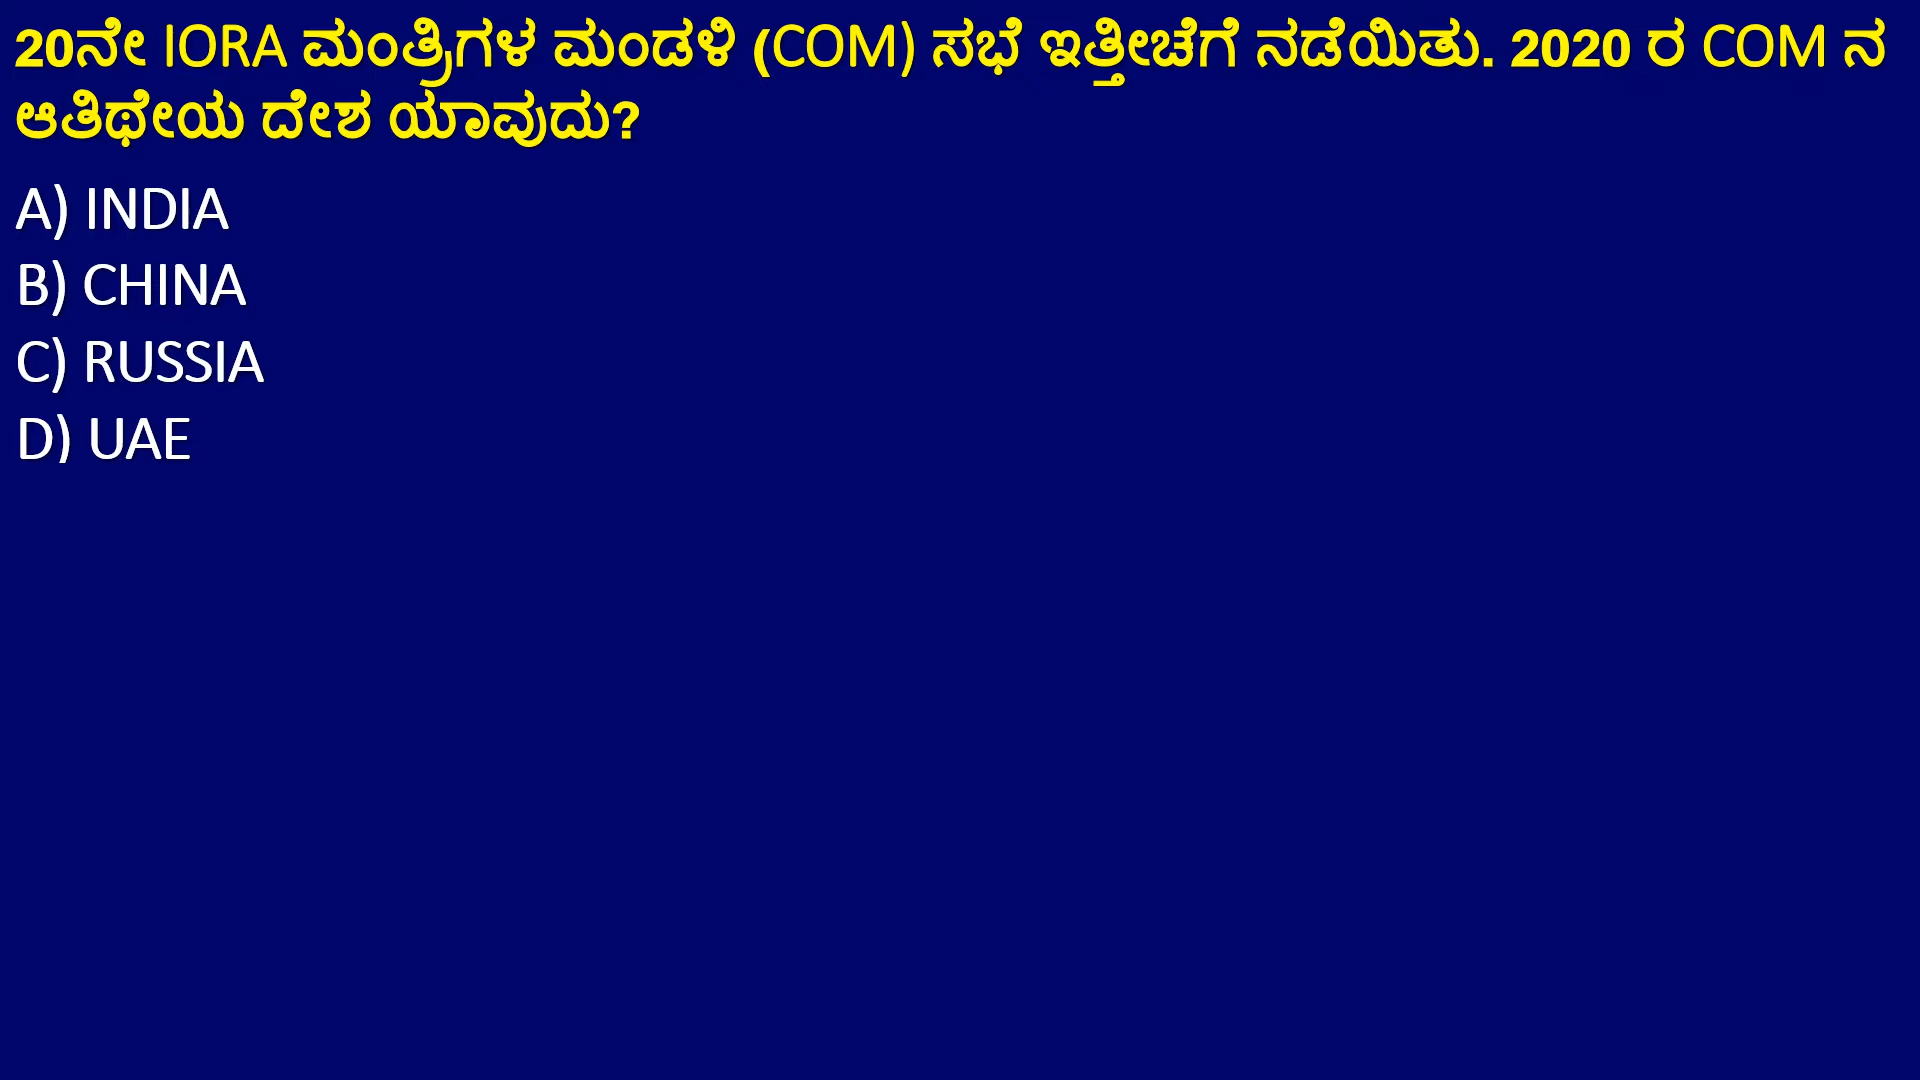 20ನೇ IORA ಮಂತ್ರಿಗಳ ಮಂಡಳಿ (COM) ಸಭೆ ಇತ್ತೀಚೆಗೆ ನಡೆಯಿತು. 2020 ರ COM ನ
ಆತಿಥೇಯ ದೇಶ ಯಾವುದು?
A) INDIA
B) CHINA
C) RUSSIA
D) UAE